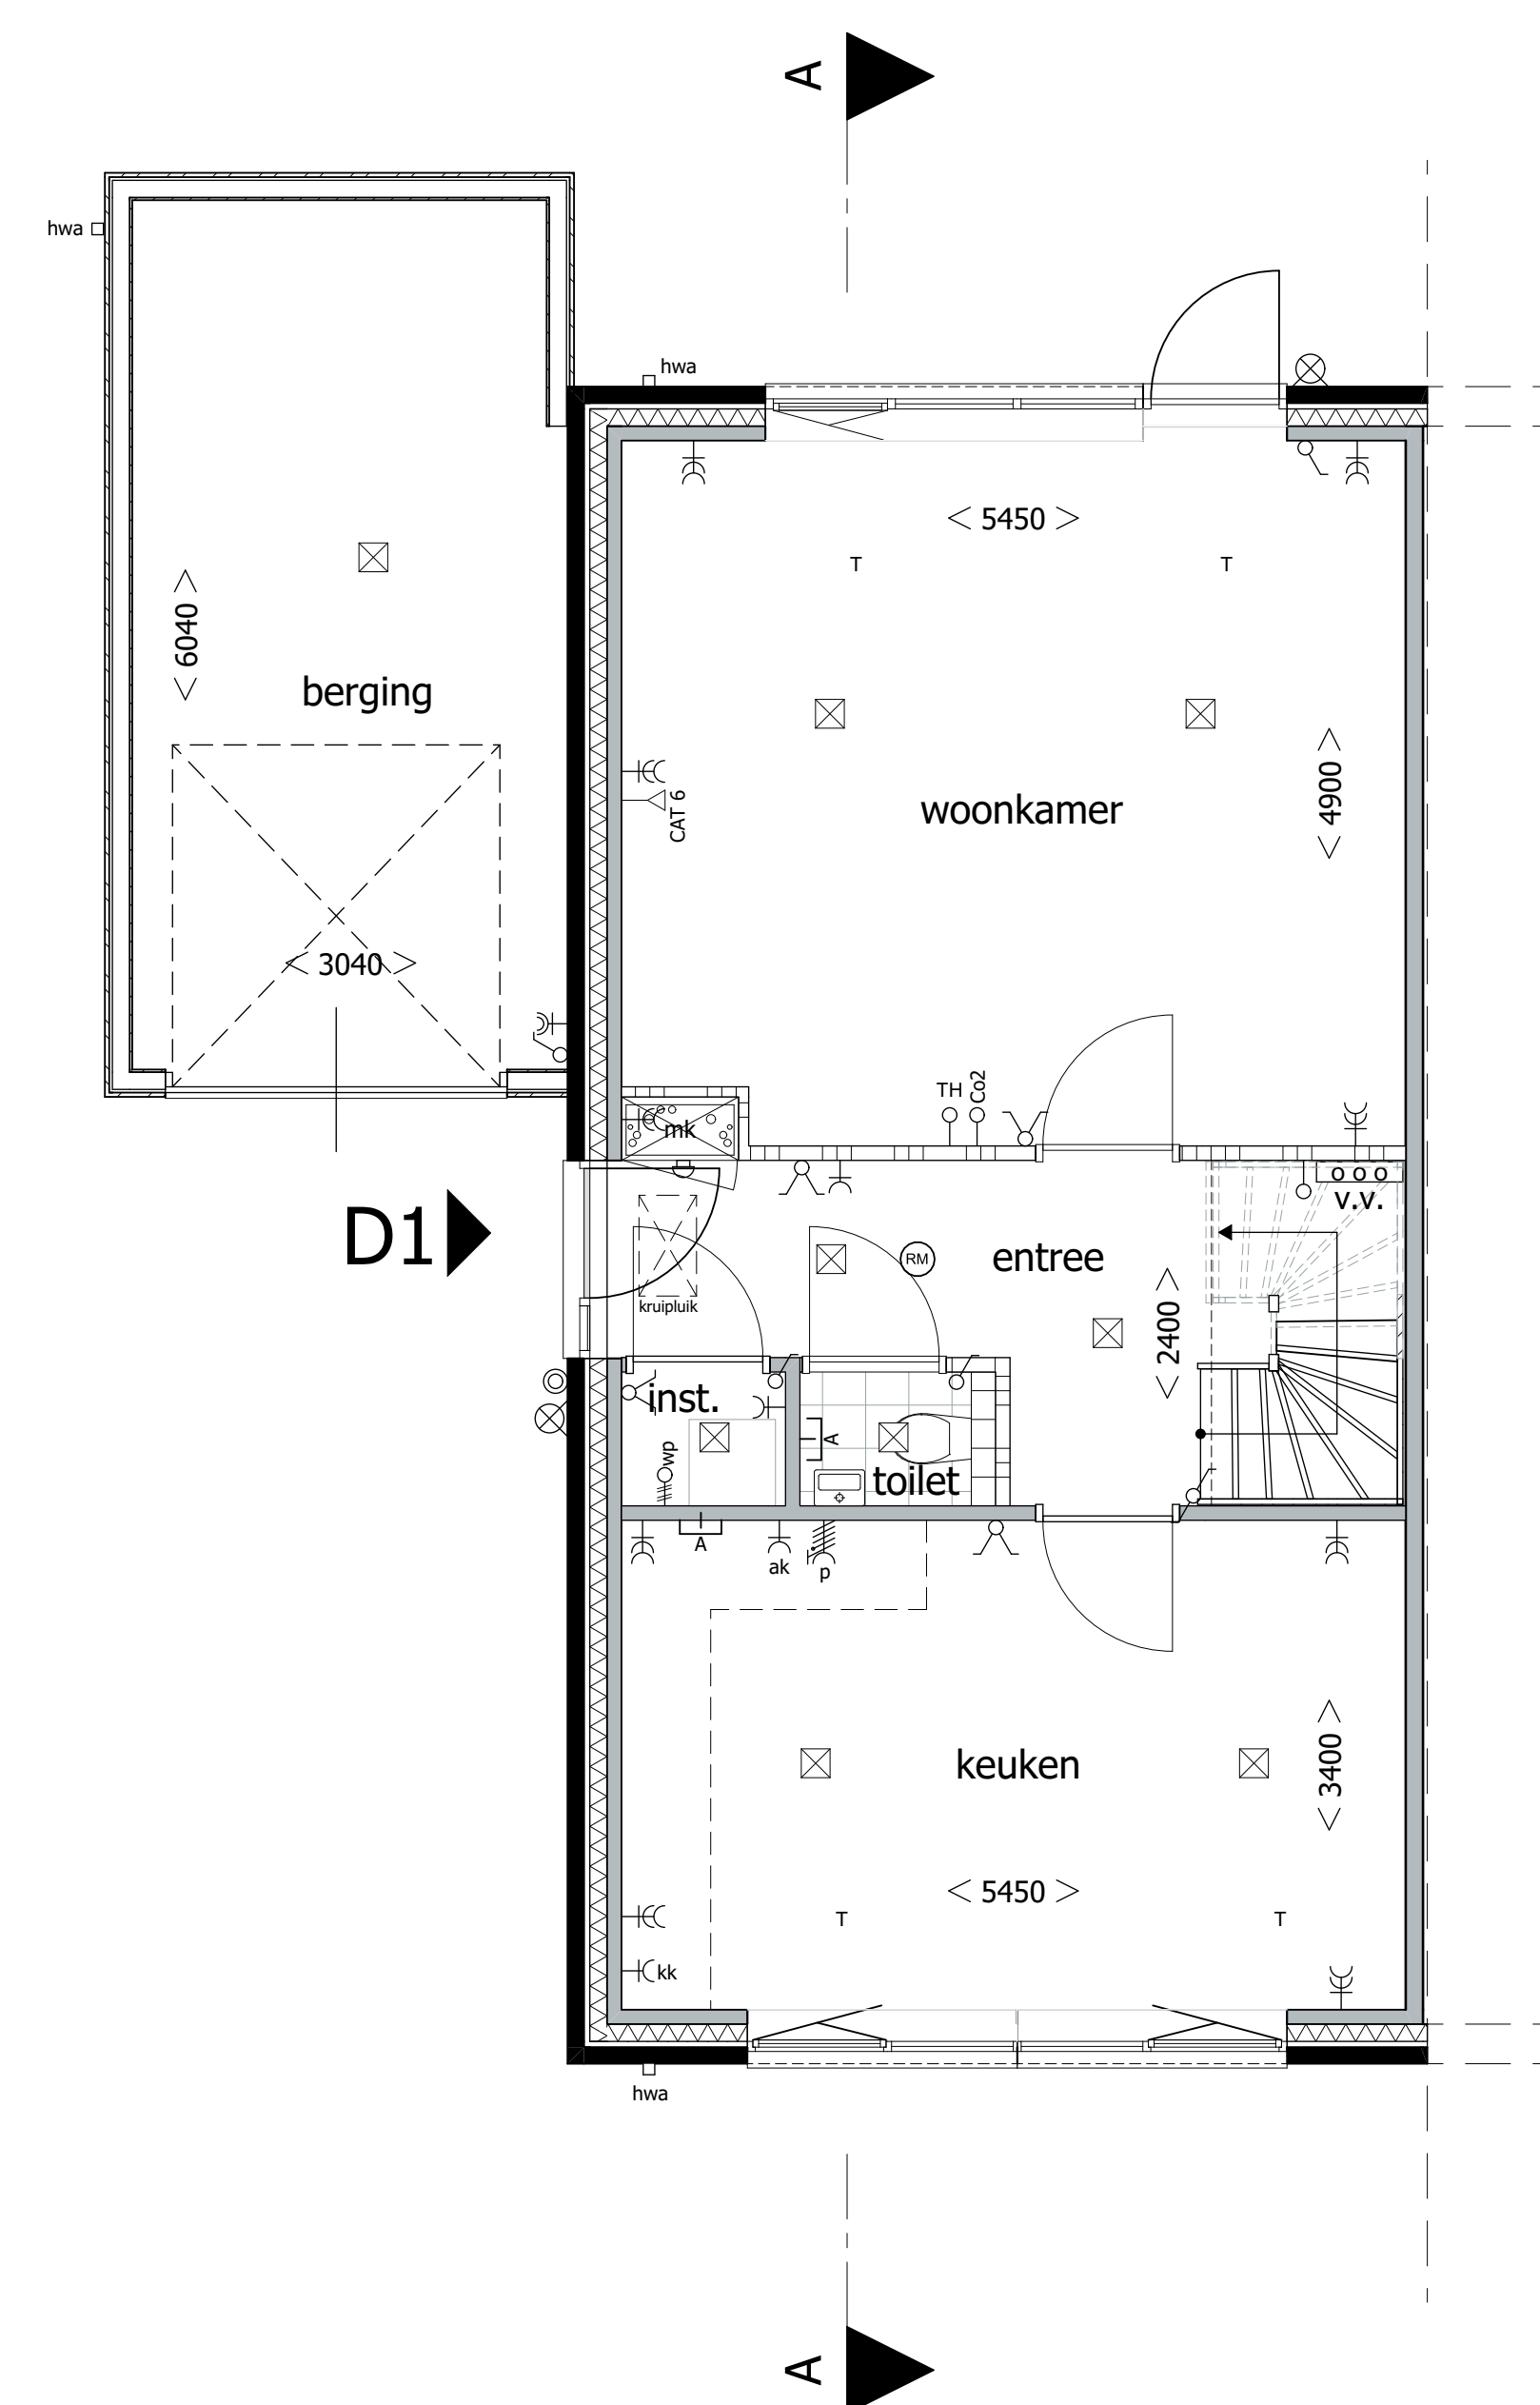 A
hwa
hwa
< 5450 >
T
T
< 6040 >
berging
woonkamer
< 4900 >
CAT 6
< 3040 >
TH
Co2
mk
D1
kruipluik
RM
entree
o o o
v.v.
< 2400 >
inst.
wp
A
toilet
A
ak
p
keuken
< 3400 >
< 5450 >
T
T
kk
hwa
A